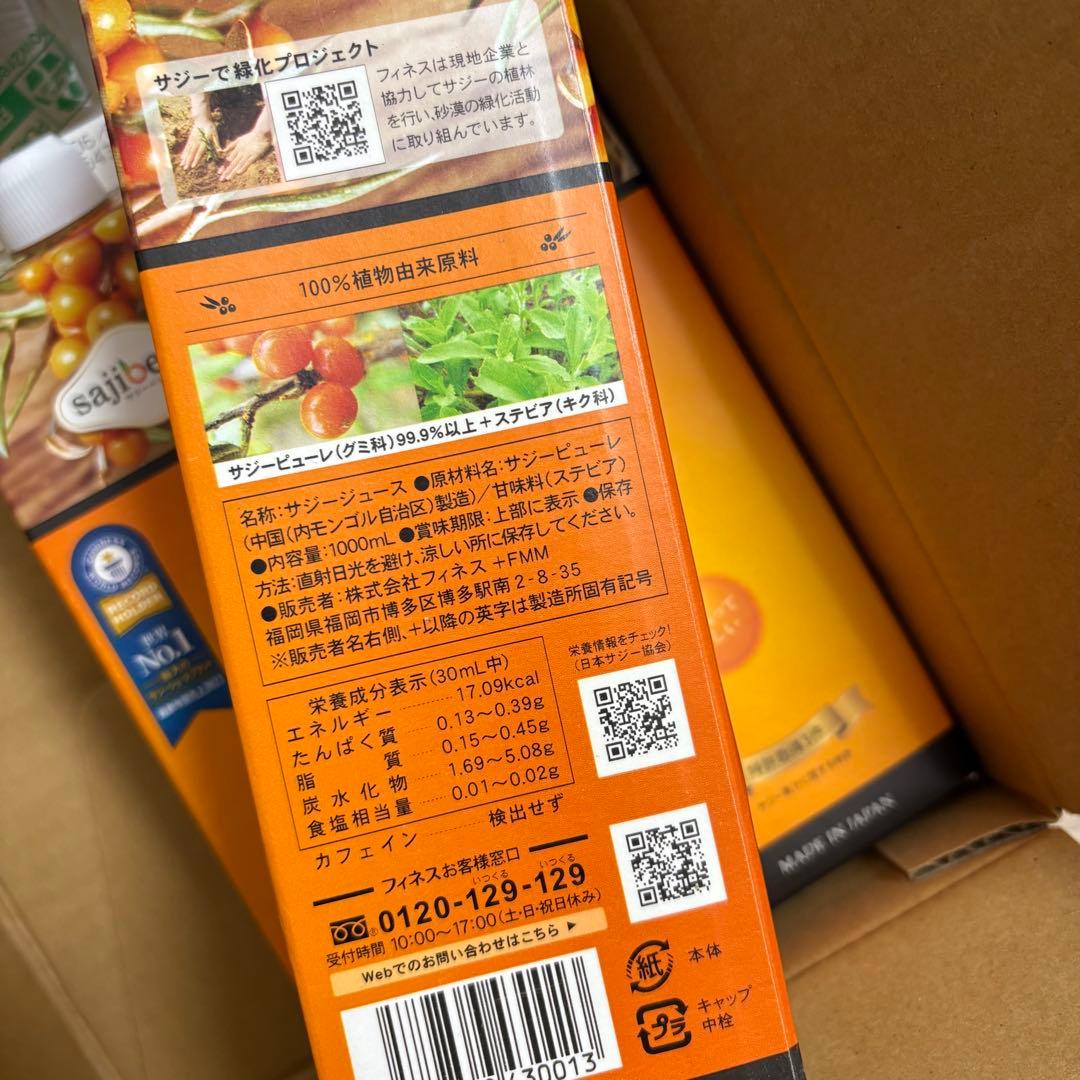 サジーで緑化プロジェクト
フィネスは現地企業と
協力してサジーの植林
を行い、砂漠の緑化活動
に取り組んでいます。
100%植物由来原料
サジーピューレ(グミ科)99.9%以上+ステビア(キク科)
名称:サジージュース ●原材料名:サジーピューレ
(中国(内モンゴル自治区)製造)/甘味料(ステビア)
●内容量:1000mL ●賞味期限:上部に表示 ●保存
方法:直射日光を避け、涼しい所に保存してください。
●販売者:株式会社フィネス +FMM
福岡県福岡市博多区博多駅南2-8-35
※販売者名右側、+以降の英字は製造所固有記号
栄養成分表示(30mL中)
エネルギー 17.09kcal
たんぱく質 0.13〜0.39g
脂質 0.15〜0.45g
炭水化物 1.69〜5.08g
食塩相当量 0.01〜0.02g
カフェイン 検出せず
栄養情報をチェック!
(日本サジー協会)
フィネスお客様窓口
いつくる いつくる
0120-129-129
受付時間 10:00〜17:00(土・日・祝日休み)
Webでのお問い合わせはこちら ▶
紙 本体
プラ キャップ
中栓
430013
sajibe
RECORD
HOLDER
No.1
MADE IN JAPAN